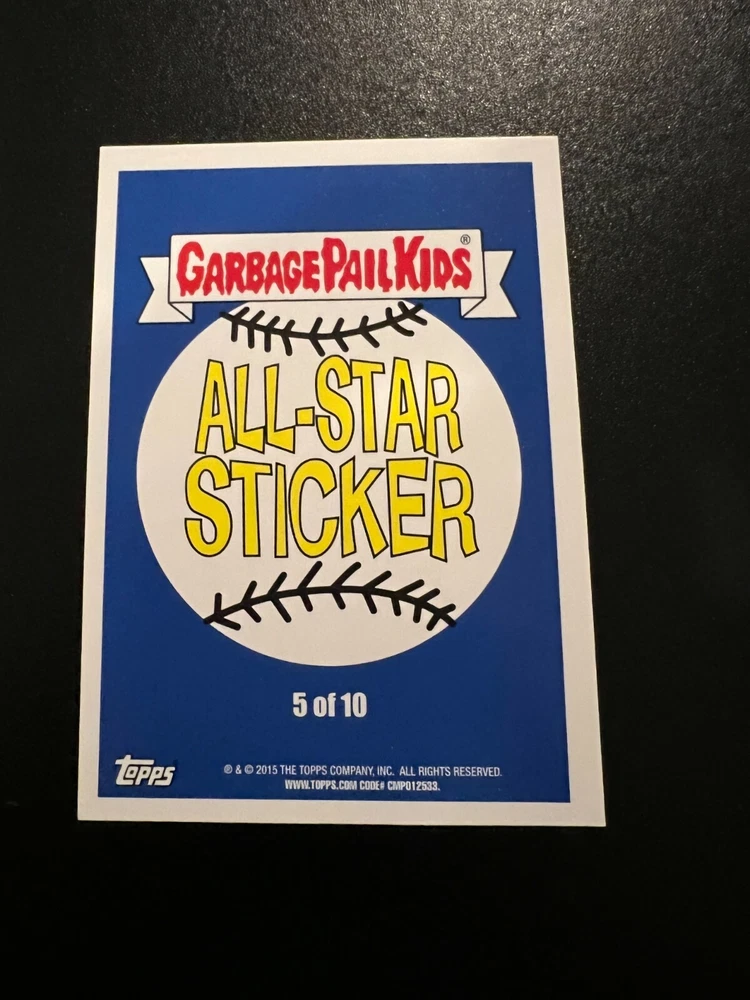 GARBAGE PAIL KIDS®
ALL-STAR
STICKER
5 of 10
Topps
® & © 2015 THE TOPPS COMPANY, INC. ALL RIGHTS RESERVED.
WWW.TOPPS.COM CODE# CMP012533.